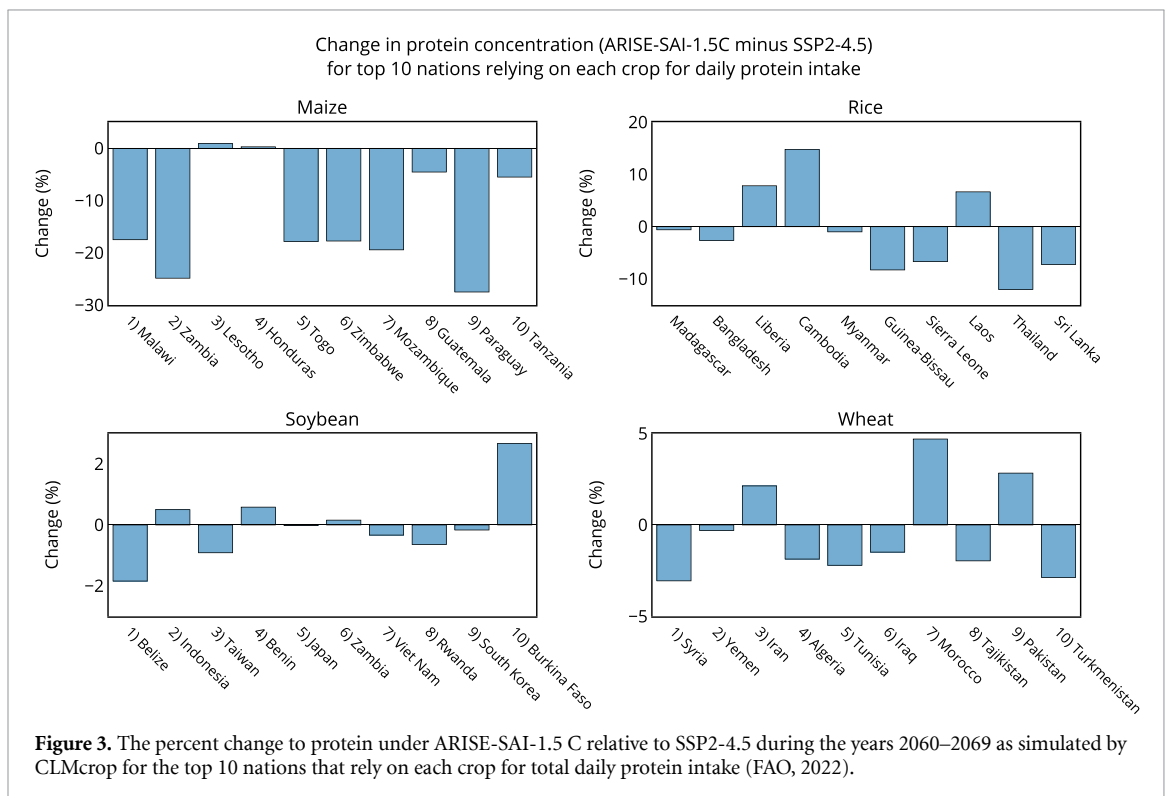 Change in protein concentration (ARISE-SAI-1.5C minus SSP2-4.5)
for top 10 nations relying on each crop for daily protein intake
Maize
Change (%)
0
−10
−20
−30
1) Malawi
2) Zambia
3) Lesotho
4) Honduras
5) Togo
6) Zimbabwe
7) Mozambique
8) Guatemala
9) Paraguay
10) Tanzania
Rice
Change (%)
20
10
0
−10
Madagascar
Bangladesh
Liberia
Cambodia
Myanmar
Guinea-Bissau
Sierra Leone
Laos
Thailand
Sri Lanka
Soybean
Change (%)
2
0
−2
1) Belize
2) Indonesia
3) Taiwan
4) Benin
5) Japan
6) Zambia
7) Viet Nam
8) Rwanda
9) South Korea
10) Burkina Faso
Wheat
Change (%)
5
0
−5
1) Syria
2) Yemen
3) Iran
4) Algeria
5) Tunisia
6) Iraq
7) Morocco
8) Trajikistan
9) Pakistan
10) Turkmenistan
Figure 3. The percent change to protein under ARISE-SAI-1.5 C relative to SSP2-4.5 during the years 2060–2069 as simulated by
CLMcrop for the top 10 nations that rely on each crop for total daily protein intake (FAO, 2022).